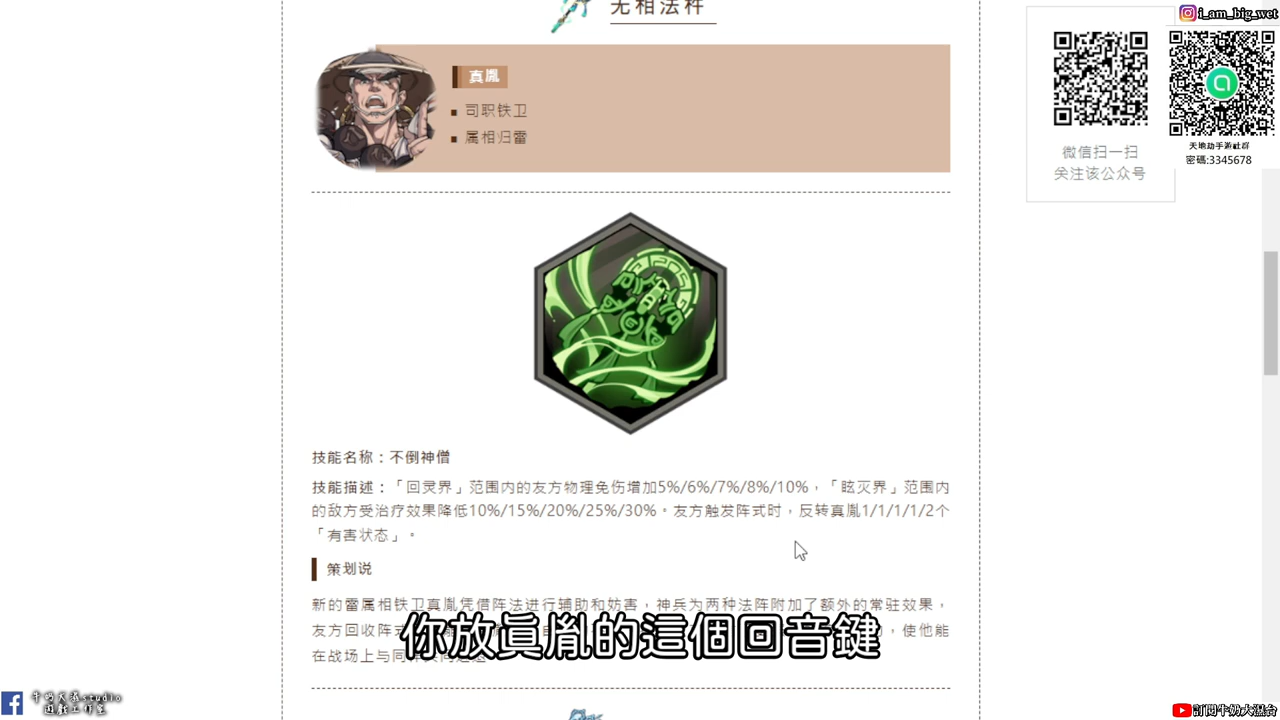 无相法杵
i_am_big_wet
真胤
司职铁卫
属相归雷
天地劫手游社群
密碼:3345678
微信扫一扫
关注该公众号
技能名称：不倒神僧
技能描述：「回灵界」范围内的友方物理免伤增加5%/6%/7%/8%/10%，「眩灭界」范围内
的敌方受治疗效果降低10%/15%/20%/25%/30%。友方触发阵式时，反转真胤1/1/1/1/2个
「有害状态」。
策划说
新的雷属相铁卫真胤凭借阵法进行辅助和妨害，神兵为两种法阵附加了额外的常驻效果，
友方回收阵式
，使他能
在战场上与同
你放真胤的這個回音鍵
牛奶大濕studio
遊戲工作室
訂閱牛奶大濕台